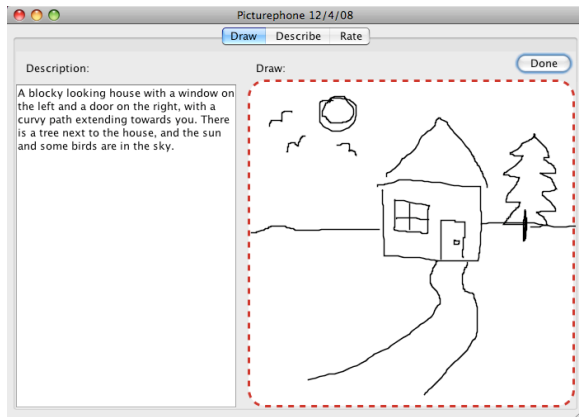 Picturephone 12/4/08
Draw Describe Rate
Description:
Draw:
Done
A blocky looking house with a window on
the left and a door on the right, with a
curvy path extending towards you. There
is a tree next to the house, and the sun
and some birds are in the sky.